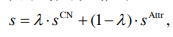 s = λ · s^CN + (1−λ) · s^Attr ,